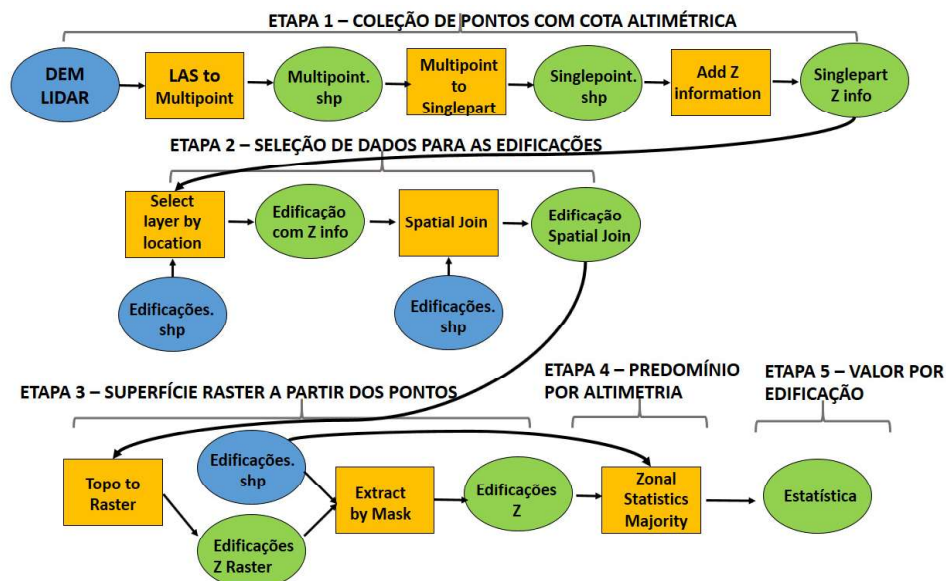 ETAPA 1 – COLEÇÃO DE PONTOS COM COTA ALTIMÉTRICA
DEM
LIDAR
LAS to
Multipoint
Multipoint.
shp
Multipoint
to
Singlepart
Singlepoint.
shp
Add Z
information
Singlepart
Z info
ETAPA 2 – SELEÇÃO DE DADOS PARA AS EDIFICAÇÕES
Select
layer by
location
Edificação
com Z info
Spatial Join
Edificação
Spatial Join
Edificações.
shp
Edificações.
shp
ETAPA 3 – SUPERFÍCIE RASTER A PARTIR DOS PONTOS
ETAPA 4 – PREDOMÍNIO
POR ALTIMETRIA
ETAPA 5 – VALOR POR
EDIFICAÇÃO
Topo to
Raster
Edificações.
shp
Edificações
Z Raster
Extract
by Mask
Edificações
Z
Zonal
Statistics
Majority
Estatística